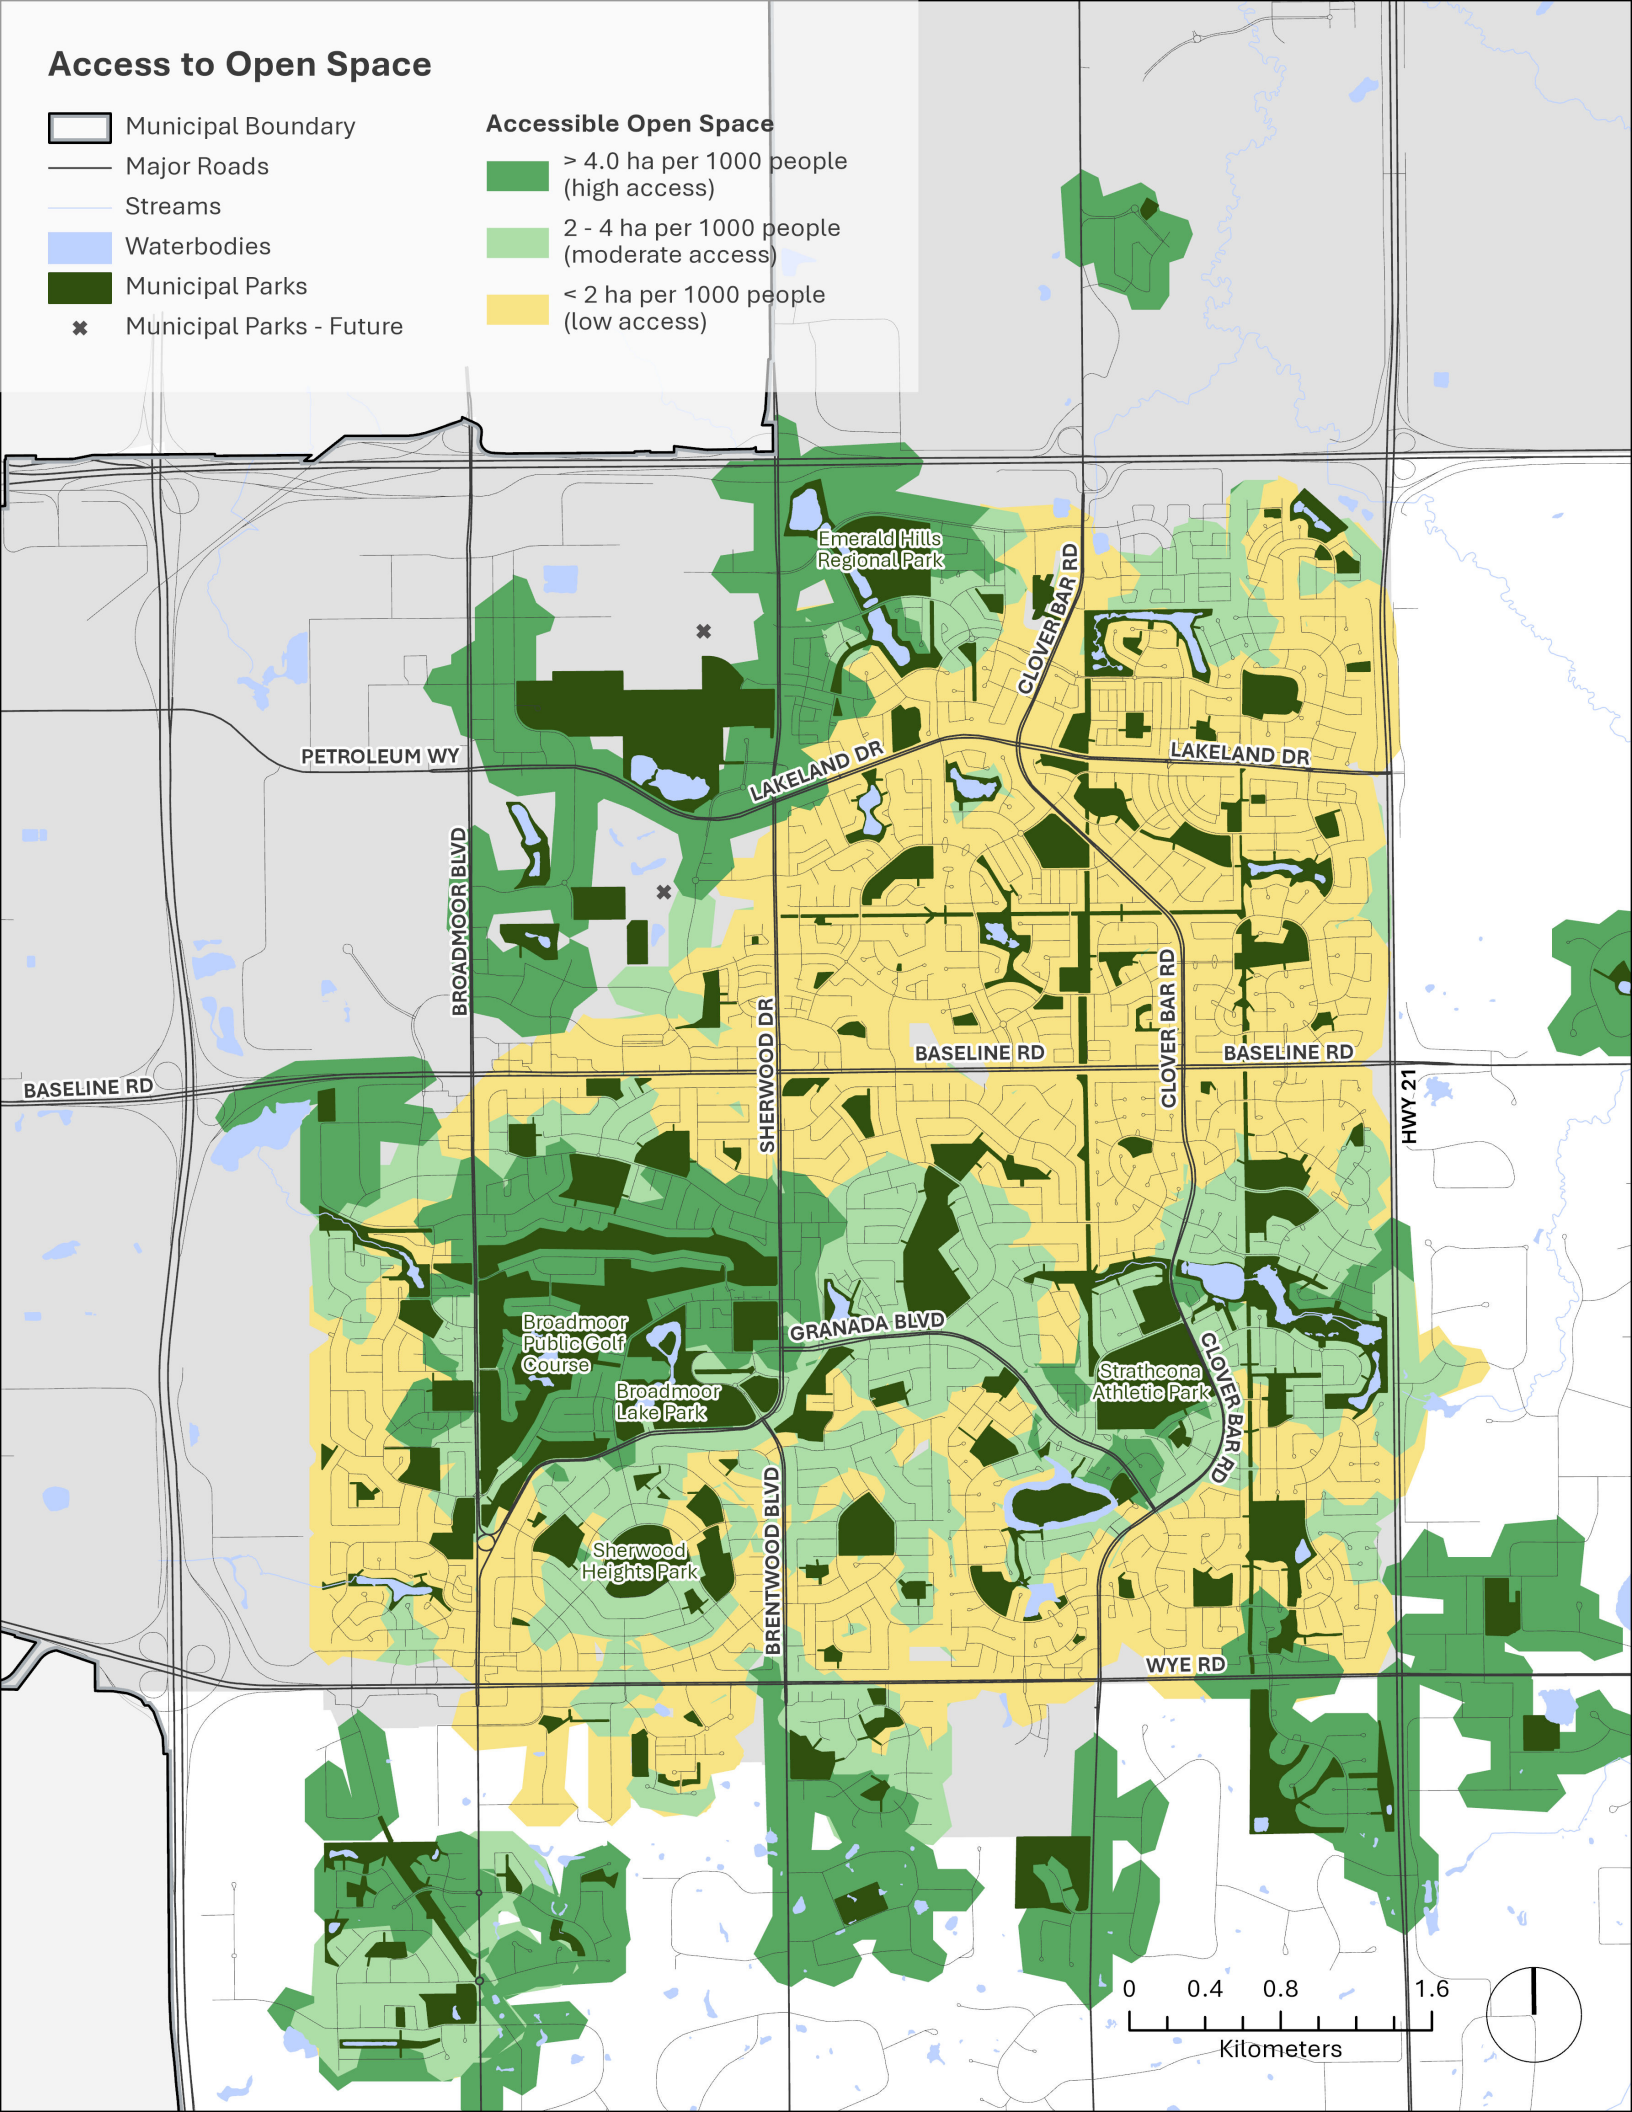 Access to Open Space
Municipal Boundary
Major Roads
Streams
Waterbodies
Municipal Parks
Municipal Parks - Future
Accessible Open Space
> 4.0 ha per 1000 people
(high access)
2 - 4 ha per 1000 people
(moderate access)
< 2 ha per 1000 people
(low access)
Emerald Hills
Regional Park
CLOVER BAR RD
PETROLEUM WY
LAKELAND DR
LAKELAND DR
BROADMOOR BLVD
SHERWOOD DR
CLOVER BAR RD
BASELINE RD
BASELINE RD
BASELINE RD
HWY 21
Broadmoor
Public Golf
Course
GRANADA BLVD
Broadmoor
Lake Park
Strathcona
Athletic Park
CLOVER BAR RD
BRENTWOOD BLVD
Sherwood
Heights Park
WYE RD
0 0.4 0.8 1.6
Kilometers